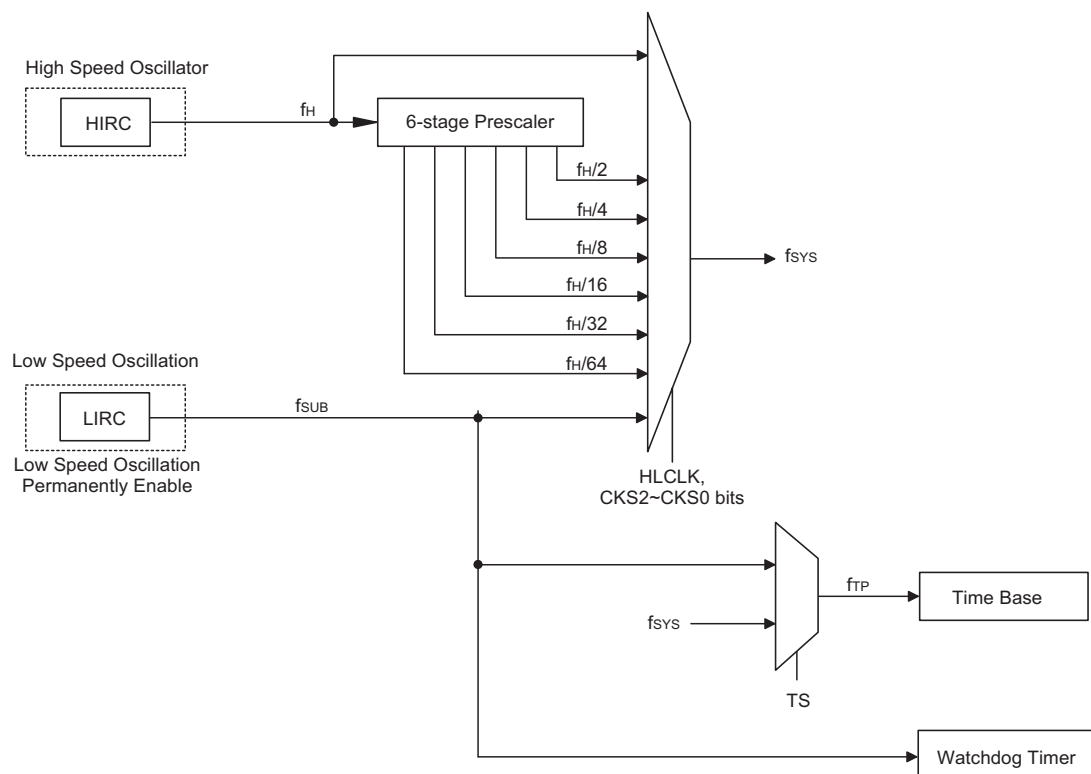 High Speed Oscillator
HIRC
fH
6-stage Prescaler
fH/2
fH/4
fH/8
fH/16
fH/32
fH/64
fSYS
Low Speed Oscillation
LIRC
fSUB
Low Speed Oscillation
Permanently Enable
HLCLK,
CKS2~CKS0 bits
fTP
Time Base
fSYS
TS
Watchdog Timer